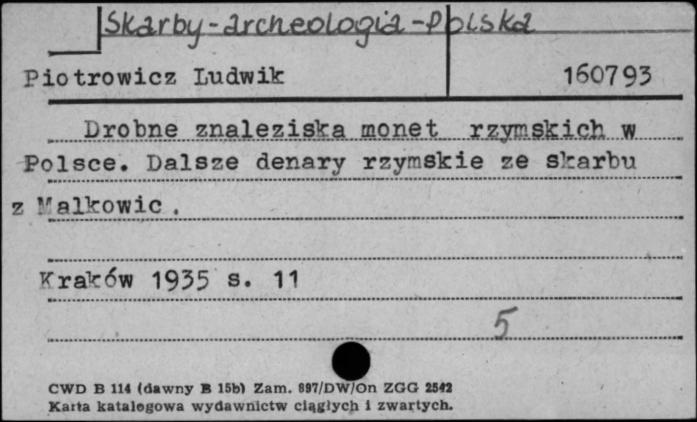 Skarby-archeologia-Polska
Piotrowicz Ludwik 160793
Drobne znaleziska monet rzymskich w
Polsce. Dalsze denary rzymskie ze skarbu
z Malkowic.
Kraków 1935 s. 11
5
CWD B 114 (dawny B 15b) Zam. 897/DW/On ZGG 2542
Karta katalogowa wydawnictw ciągłych i zwartych.